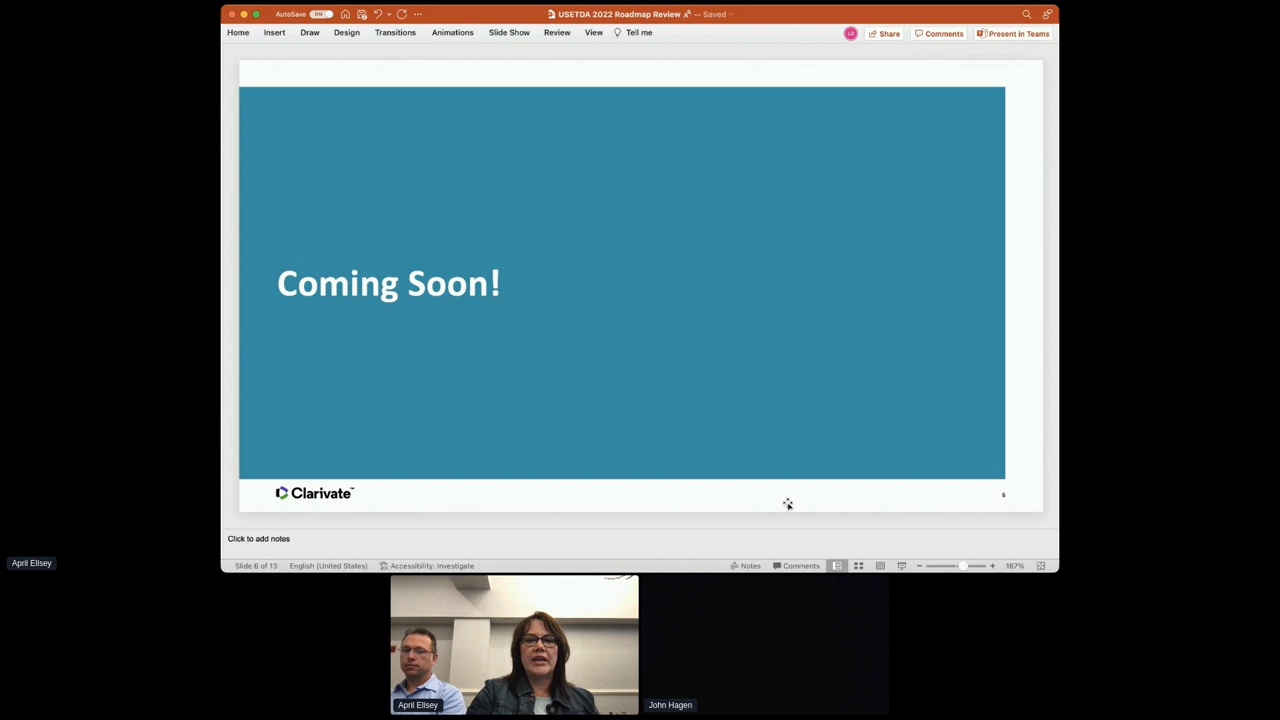 AutoSave ON
USETDA 2022 Roadmap Review — Saved
Home Insert Draw Design Transitions Animations Slide Show Review View Tell me
LO Share Comments Present in Teams
Coming Soon!
Clarivate™
6
Click to add notes
Slide 6 of 13 English (United States) Accessibility: Investigate Notes Comments 187%
April Ellsey
April Ellsey
John Hagen